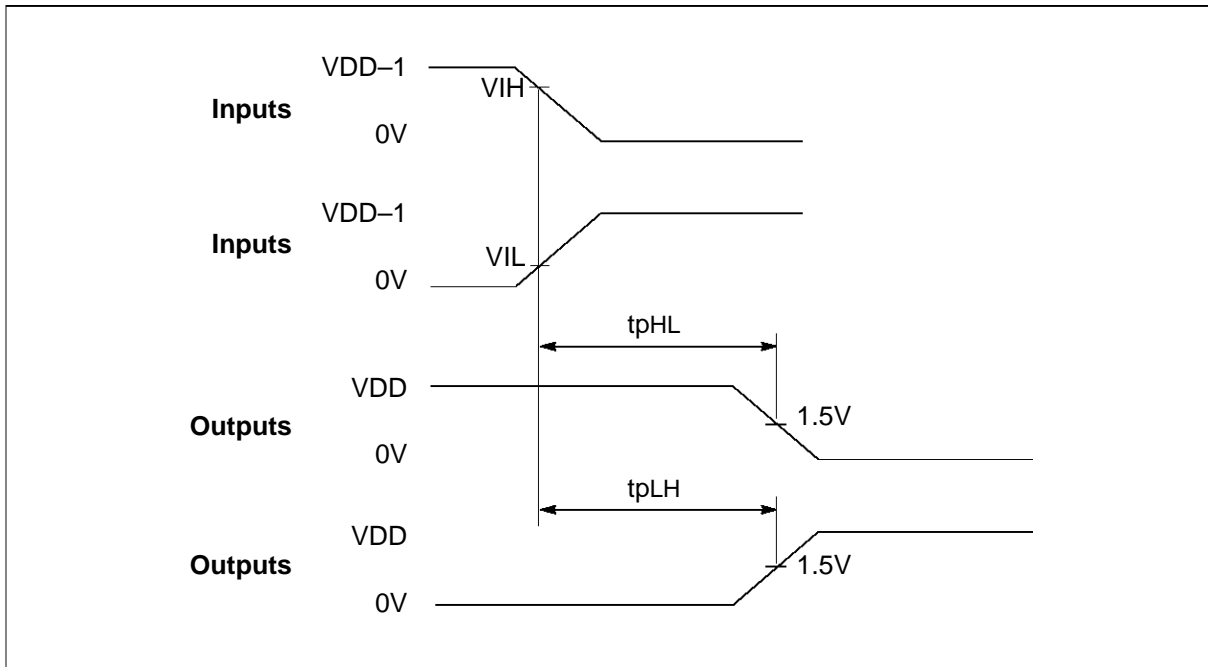 VDD–1
VIH
Inputs
0V
VDD–1
Inputs
VIL
0V
tpHL
VDD
1.5V
Outputs
0V
tpLH
VDD
1.5V
Outputs
0V